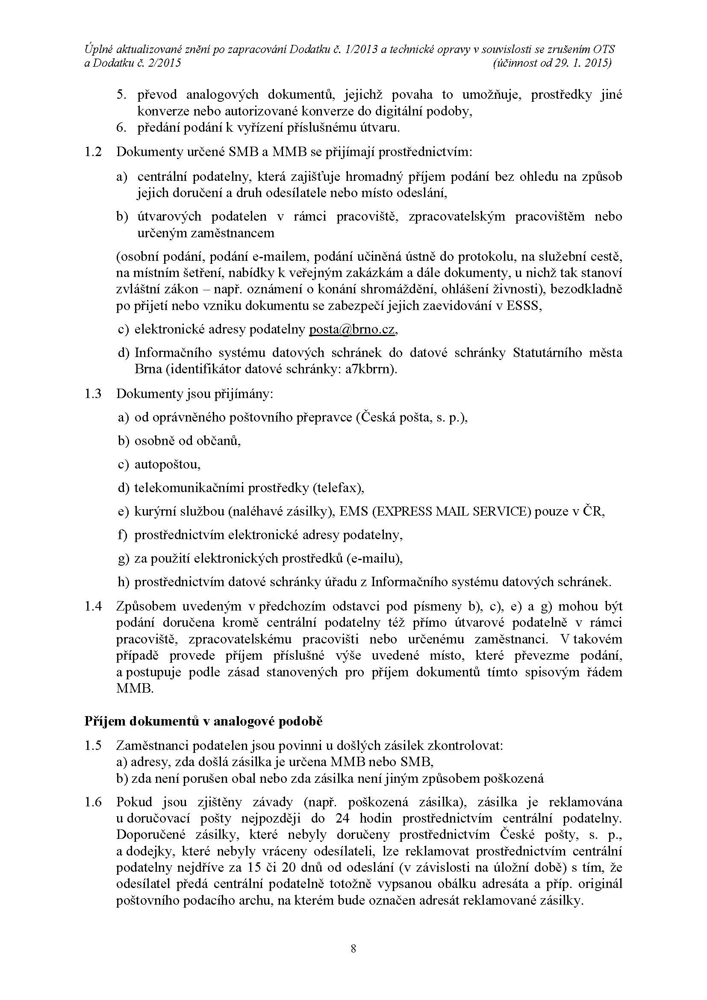 Úplné aktualizované znění po zapracování Dodatku č. 1/2013 a technické opravy v souvislosti se zrušením OTS
a Dodatku č. 2/2015 (účinnost od 29. 1. 2015)
5. převod analogových dokumentů, jejichž povaha to umožňuje, prostředky jiné
konverze nebo autorizované konverze do digitální podoby,
6. předání podání k vyřízení příslušnému útvaru.
1.2 Dokumenty určené SMB a MMB se přijímají prostřednictvím:
a) centrální podatelny, která zajišťuje hromadný příjem podání bez ohledu na způsob
jejich doručení a druh odesílatele nebo místo odeslání,
b) útvarových podatelen v rámci pracoviště, zpracovatelským pracovištěm nebo
určeným zaměstnancem
(osobní podání, podání e-mailem, podání učiněná ústně do protokolu, na služební cestě,
na místním šetření, nabídky k veřejným zakázkám a dále dokumenty, u nichž tak stanoví
zvláštní zákon – např. oznámení o konání shromáždění, ohlášení živnosti), bezodkladně
po přijetí nebo vzniku dokumentu se zabezpečí jejich zaevidování v ESSS,
c) elektronické adresy podatelny posta@brno.cz,
d) Informačního systému datových schránek do datové schránky Statutárního města
Brna (identifikátor datové schránky: a7kbrrn).
1.3 Dokumenty jsou přijímány:
a) od oprávněného poštovního přepravce (Česká pošta, s. p.),
b) osobně od občanů,
c) autopoštou,
d) telekomunikačními prostředky (telefax),
e) kurýrní službou (naléhavé zásilky), EMS (EXPRESS MAIL SERVICE) pouze v ČR,
f) prostřednictvím elektronické adresy podatelny,
g) za použití elektronických prostředků (e-mailu),
h) prostřednictvím datové schránky úřadu z Informačního systému datových schránek.
1.4 Způsobem uvedeným v předchozím odstavci pod písmeny b), c), e) a g) mohou být
podání doručena kromě centrální podatelny též přímo útvarové podatelně v rámci
pracoviště, zpracovatelskému pracovišti nebo určenému zaměstnanci. V takovém
případě provede příjem příslušné výše uvedené místo, které převezme podání,
a postupuje podle zásad stanovených pro příjem dokumentů tímto spisovým řádem
MMB.
Příjem dokumentů v analogové podobě
1.5 Zaměstnanci podatelen jsou povinni u došlých zásilek zkontrolovat:
a) adresy, zda došlá zásilka je určena MMB nebo SMB,
b) zda není porušen obal nebo zda zásilka není jiným způsobem poškozená
1.6 Pokud jsou zjištěny závady (např. poškozená zásilka), zásilka je reklamována
u doručovací pošty nejpozději do 24 hodin prostřednictvím centrální podatelny.
Doporučené zásilky, které nebyly doručeny prostřednictvím České pošty, s. p.,
a dodejky, které nebyly vráceny odesílateli, lze reklamovat prostřednictvím centrální
podatelny nejdříve za 15 či 20 dnů od odeslání (v závislosti na úložní době) s tím, že
odesílatel předá centrální podatelně totožně vypsanou obálku adresáta a příp. originál
poštovního podacího archu, na kterém bude označen adresát reklamované zásilky.
8